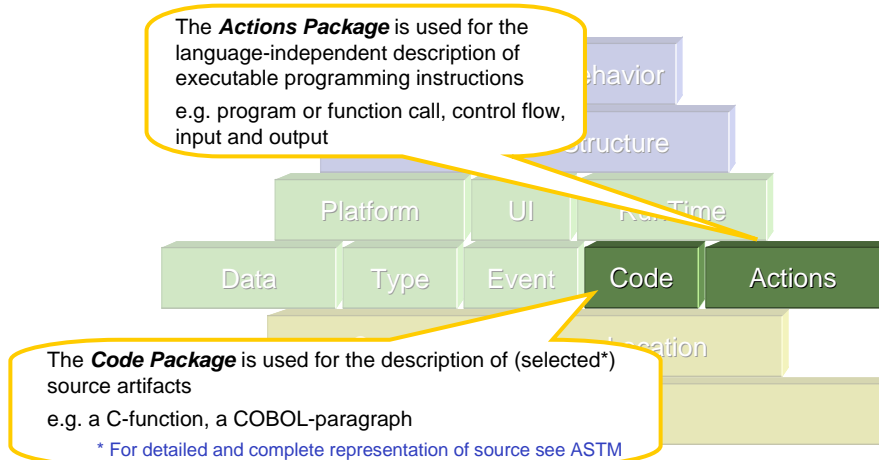 The Actions Package is used for the
language-independent description of
executable programming instructions
e.g. program or function call, control flow,
input and output
Platform UI RunTime
Data Type Event Code Actions
The Code Package is used for the description of (selected*)
source artifacts
e.g. a C-function, a COBOL-paragraph
* For detailed and complete representation of source see ASTM